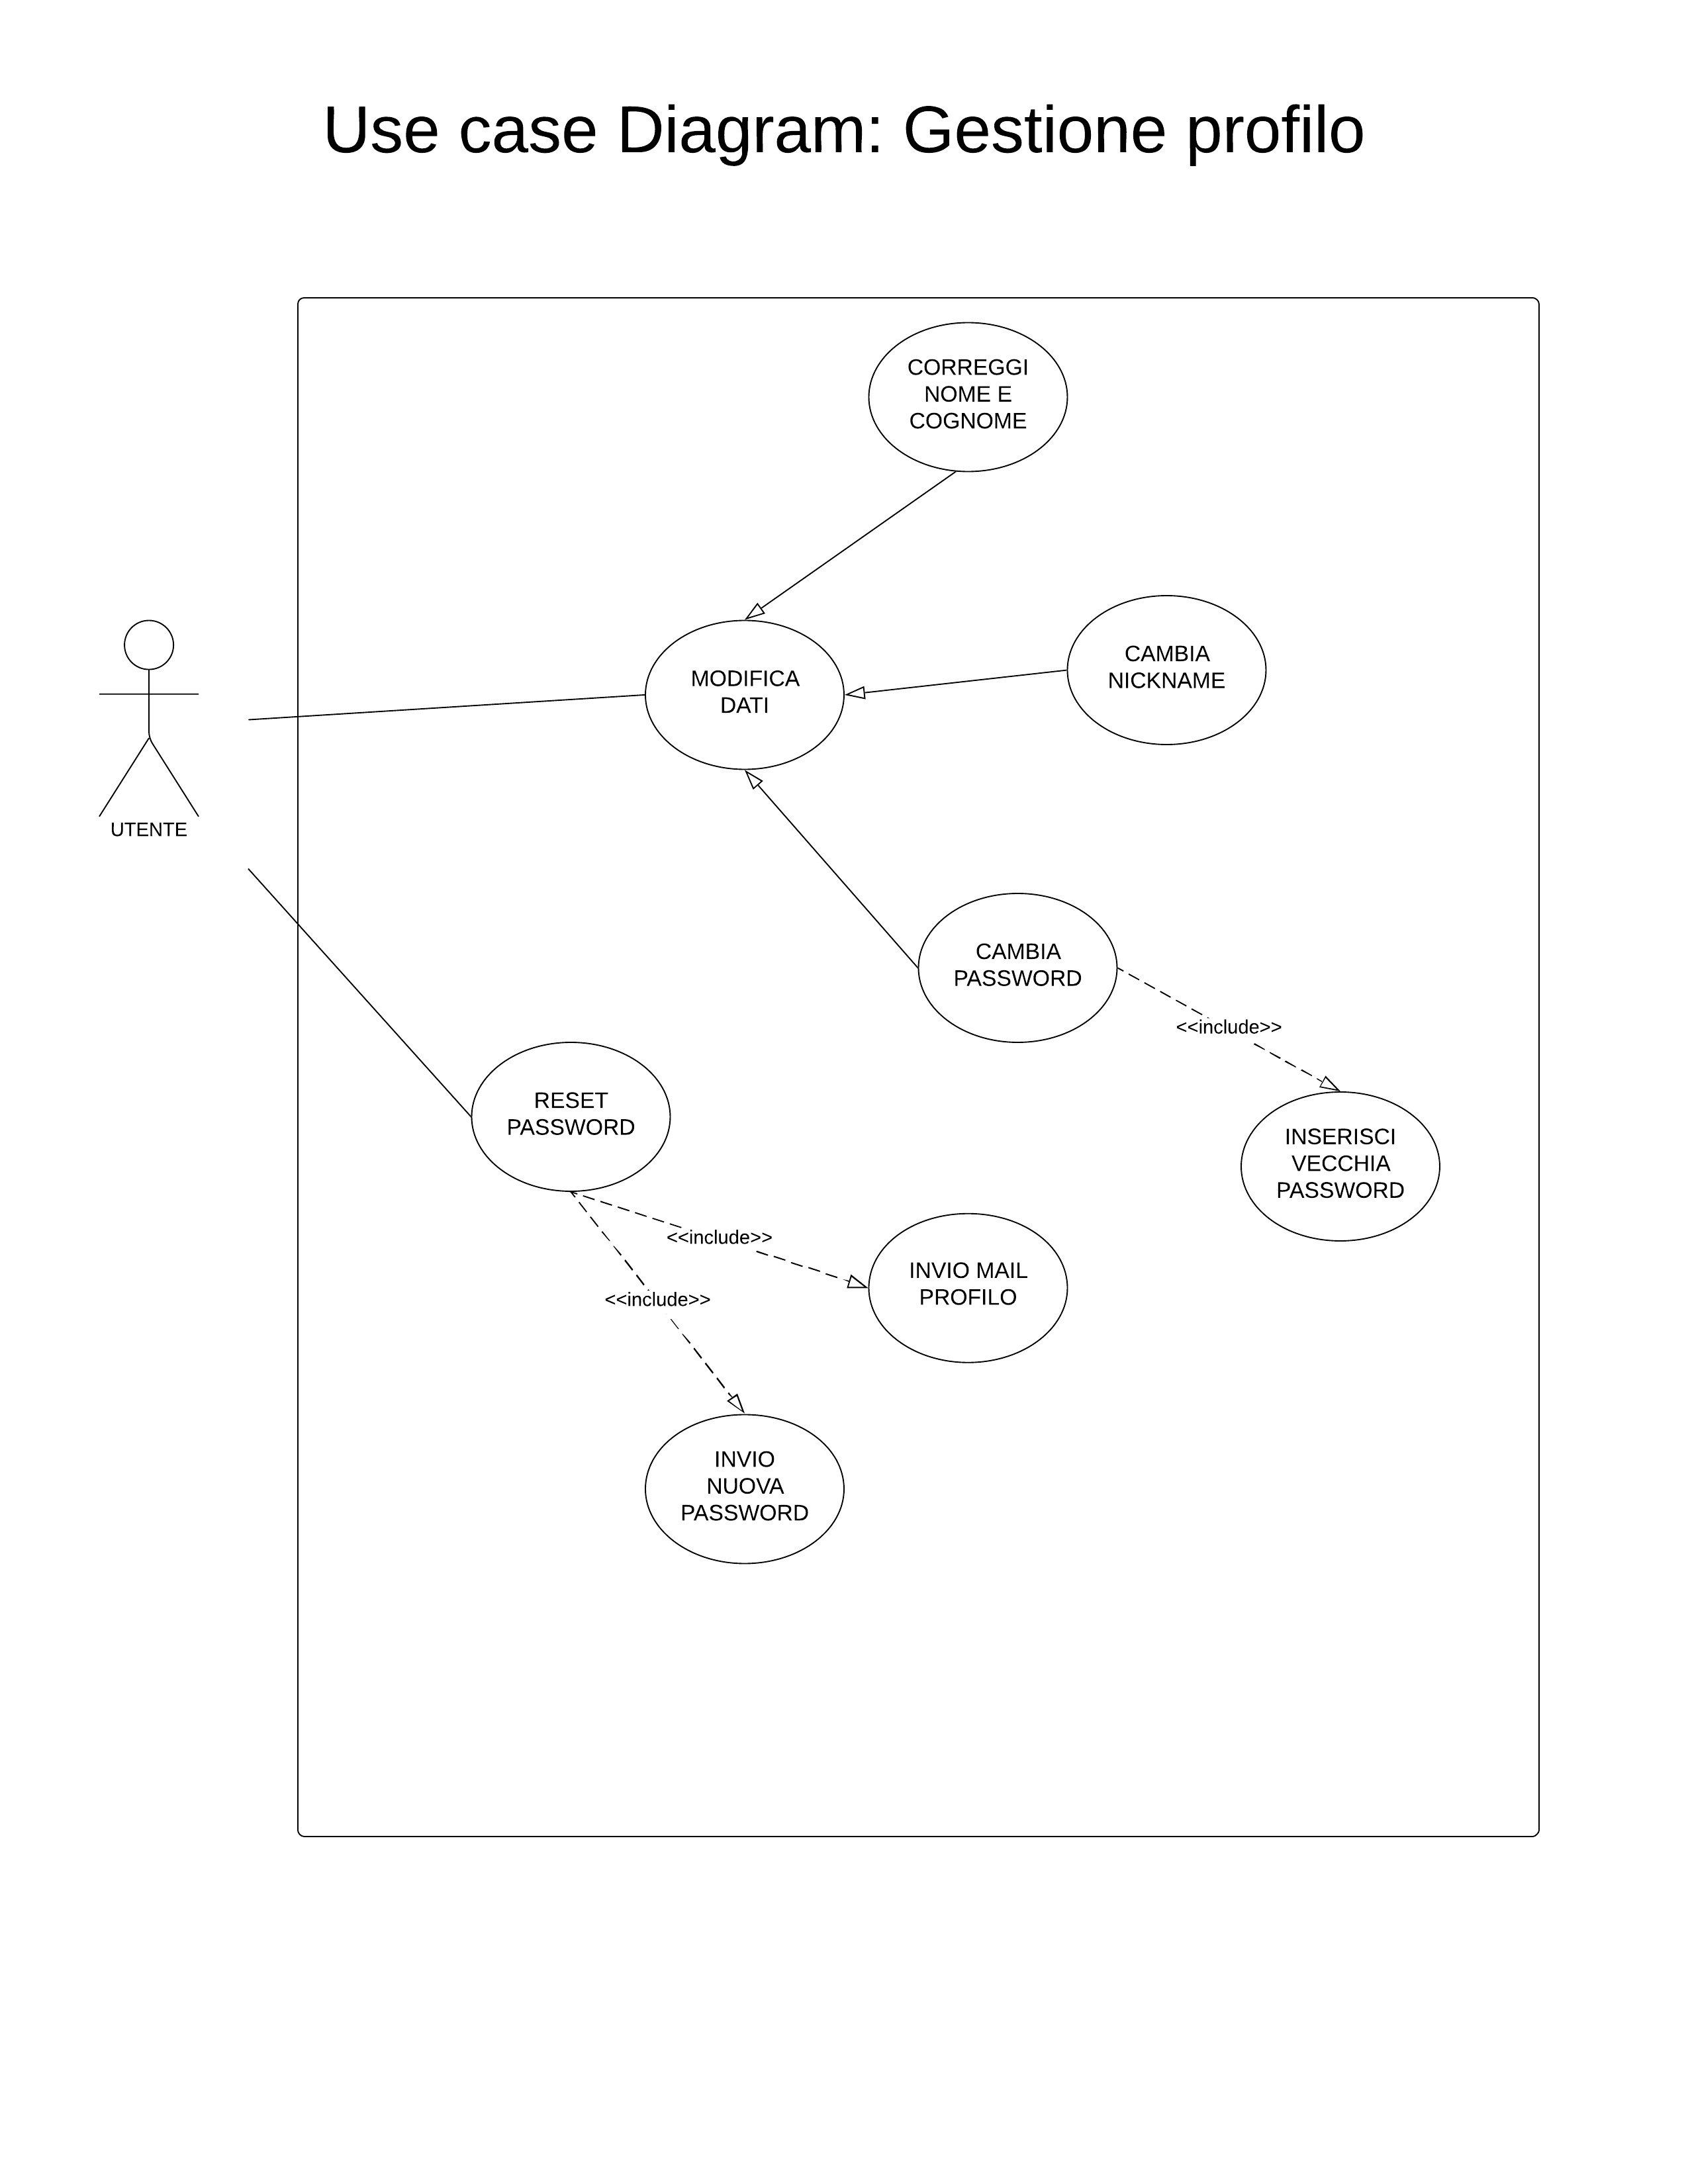 Use case Diagram: Gestione profilo
CORREGGI
NOME E
COGNOME
CAMBIA
NICKNAME
MODIFICA
DATI
UTENTE
CAMBIA
PASSWORD
<<include>>
RESET
PASSWORD
INSERISCI
VECCHIA
PASSWORD
<<include>>
INVIO MAIL
PROFILO
<<include>>
INVIO
NUOVA
PASSWORD